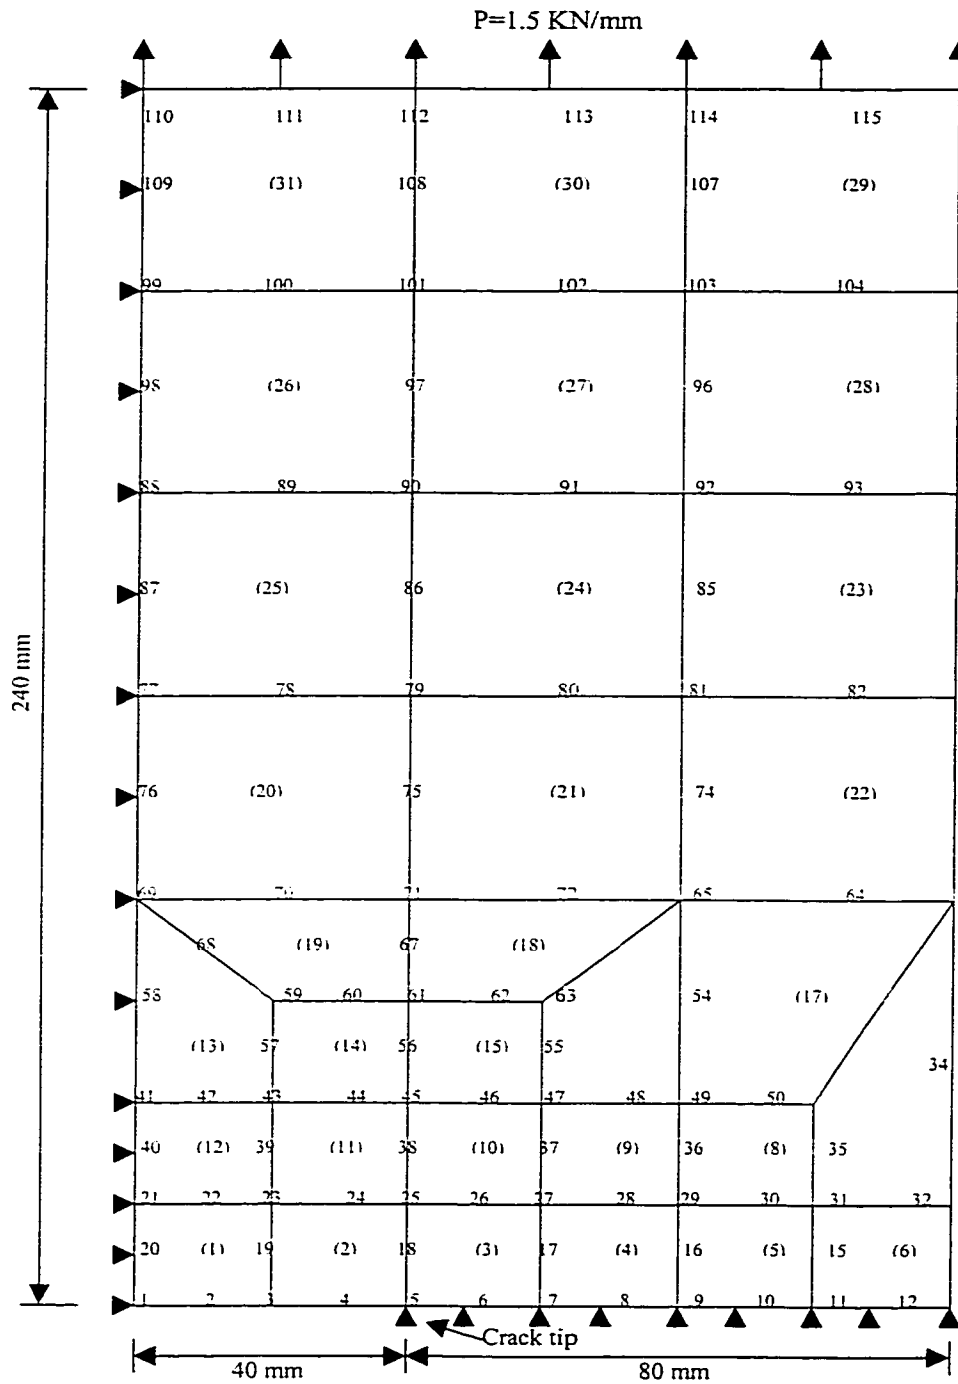 P=1.5 KN/mm
110 111 112 113 114 115
109 (31) 108 (30) 107 (29)
99 100 101 102 103 104
98 (26) 97 (27) 96 (28)
88 89 90 91 92 93
87 (25) 86 (24) 85 (23)
240 mm
77 78 79 80 81 82
76 (20) 75 (21) 74 (22)
69 70 71 72 65 64
68 (19) 67 (18)
58 59 60 61 62 63 54 (17)
(13) 57 (14) 56 (15) 55 34
41 42 43 44 45 46 47 48 49 50
40 (12) 39 (11) 38 (10) 37 (9) 36 (8) 35
21 22 23 24 25 26 27 28 29 30 31 32
20 (1) 19 (2) 18 (3) 17 (4) 16 (5) 15 (6)
1 2 3 4 5 6 7 8 9 10 11 12
Crack tip
40 mm 80 mm